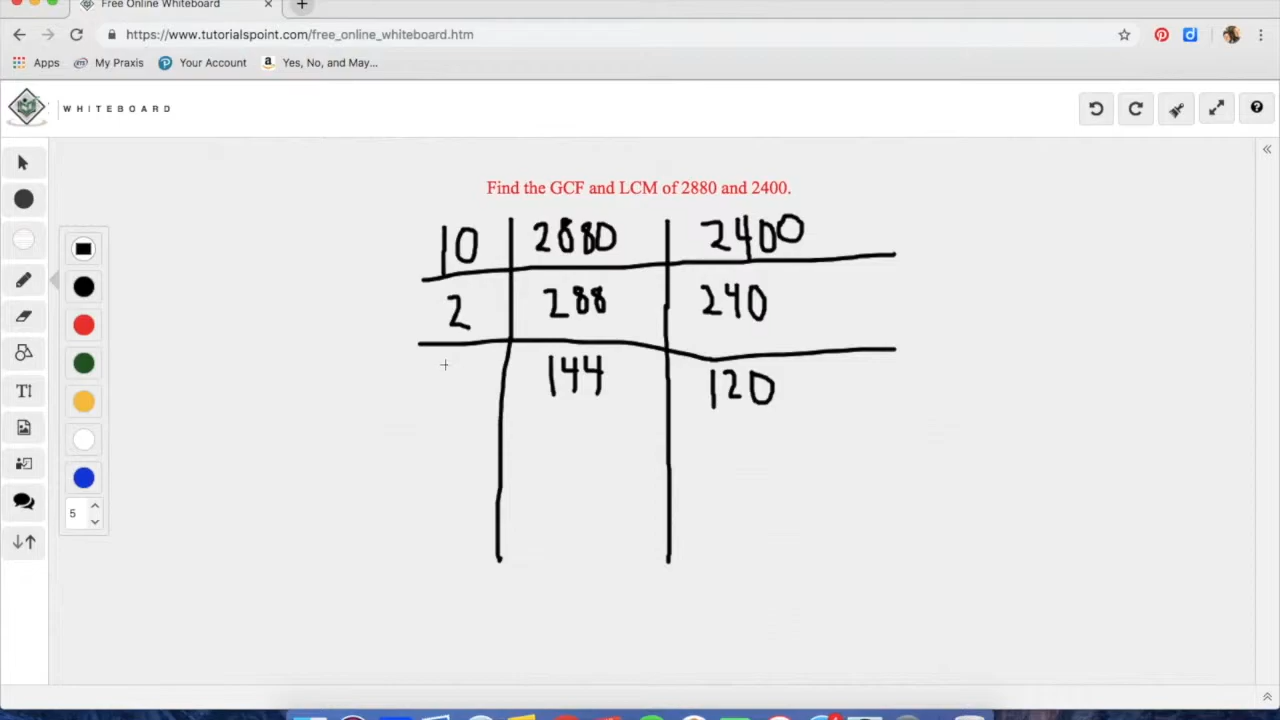 Free Online Whiteboard
https://www.tutorialspoint.com/free_online_whiteboard.htm
Apps My Praxis Your Account Yes, No, and May...
WHITEBOARD
Find the GCF and LCM of 2880 and 2400.
10 2880 2400
2 288 240
144 120
5